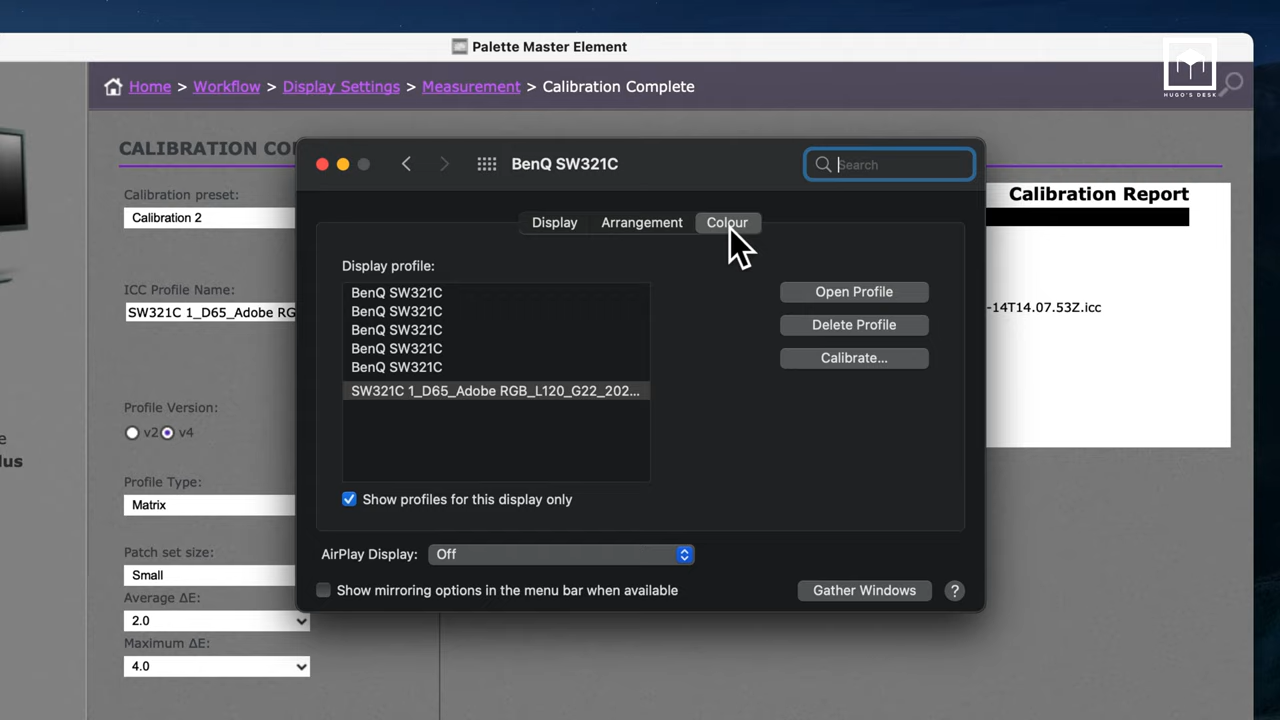 Palette Master Element
HUGO'S DESK
Home > Workflow > Display Settings > Measurement > Calibration Complete
CALIBRATION CO
Calibration preset:
Calibration 2
ICC Profile Name:
SW321C 1_D65_Adobe RG
Profile Version:
v2 v4
Profile Type:
Matrix
Patch set size:
Small
Average ΔE:
2.0
Maximum ΔE:
4.0
lus
BenQ SW321C
Search
Display Arrangement Colour
Display profile:
BenQ SW321C
BenQ SW321C
BenQ SW321C
BenQ SW321C
BenQ SW321C
SW321C 1_D65_Adobe RGB_L120_G22_202...
Show profiles for this display only
Open Profile
Delete Profile
Calibrate...
AirPlay Display: Off
Show mirroring options in the menu bar when available
Gather Windows ?
Calibration Report
-14T14.07.53Z.icc